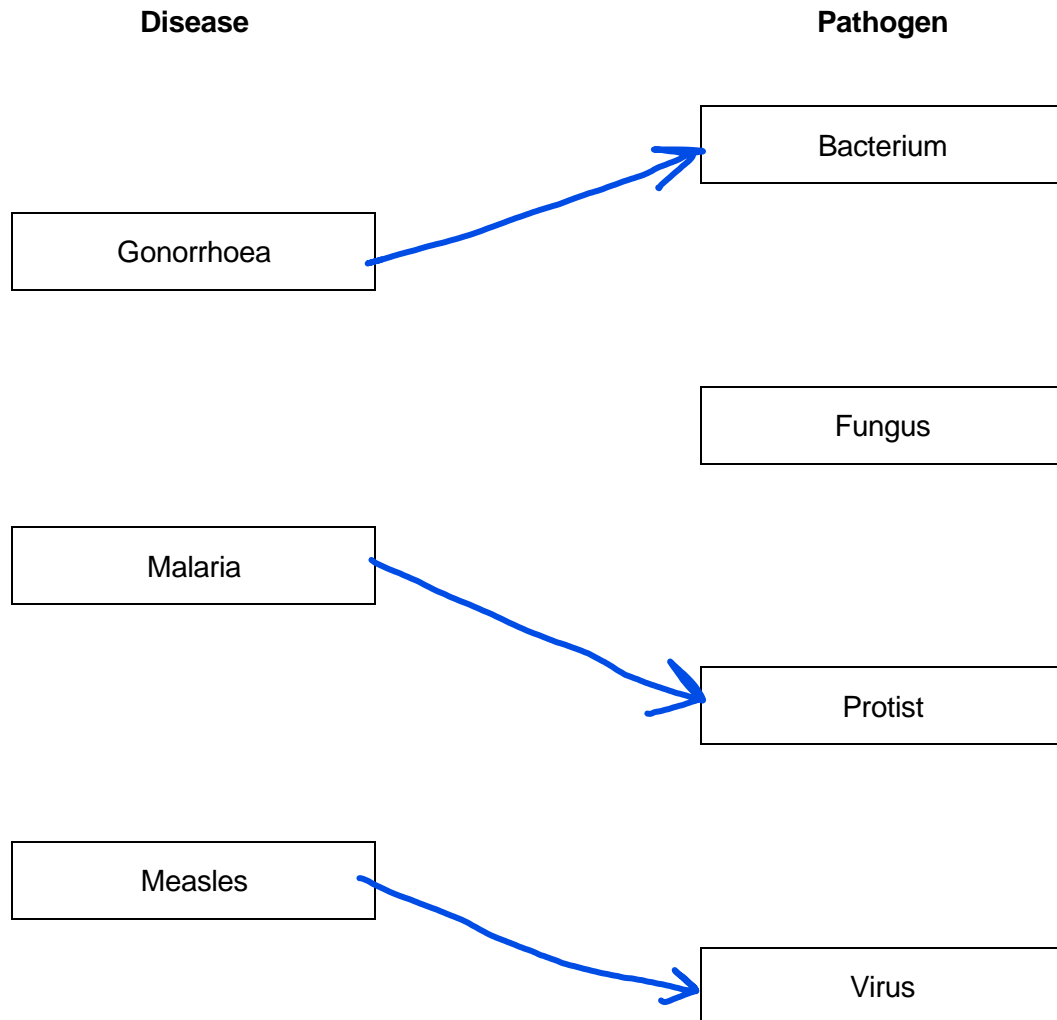 Disease
Pathogen
Bacterium
Gonorrhoea
Fungus
Malaria
Protist
Measles
Virus